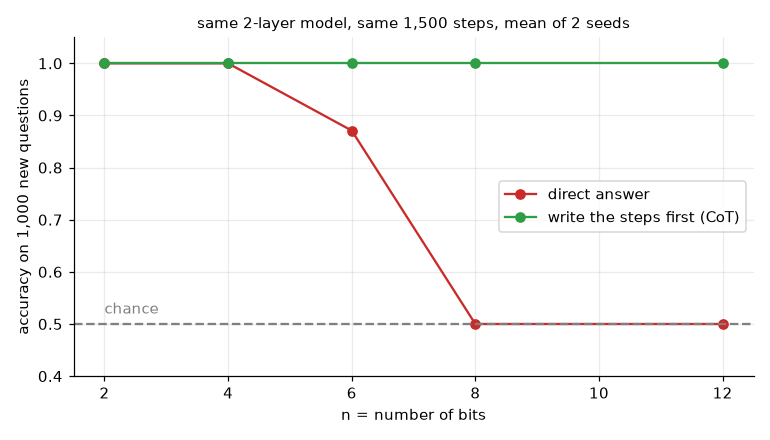 same 2-layer model, same 1,500 steps, mean of 2 seeds
accuracy on 1,000 new questions
1.0
0.9
0.8
0.7
0.6
0.5
0.4
direct answer
write the steps first (CoT)
chance
2 4 6 8 10 12
n = number of bits